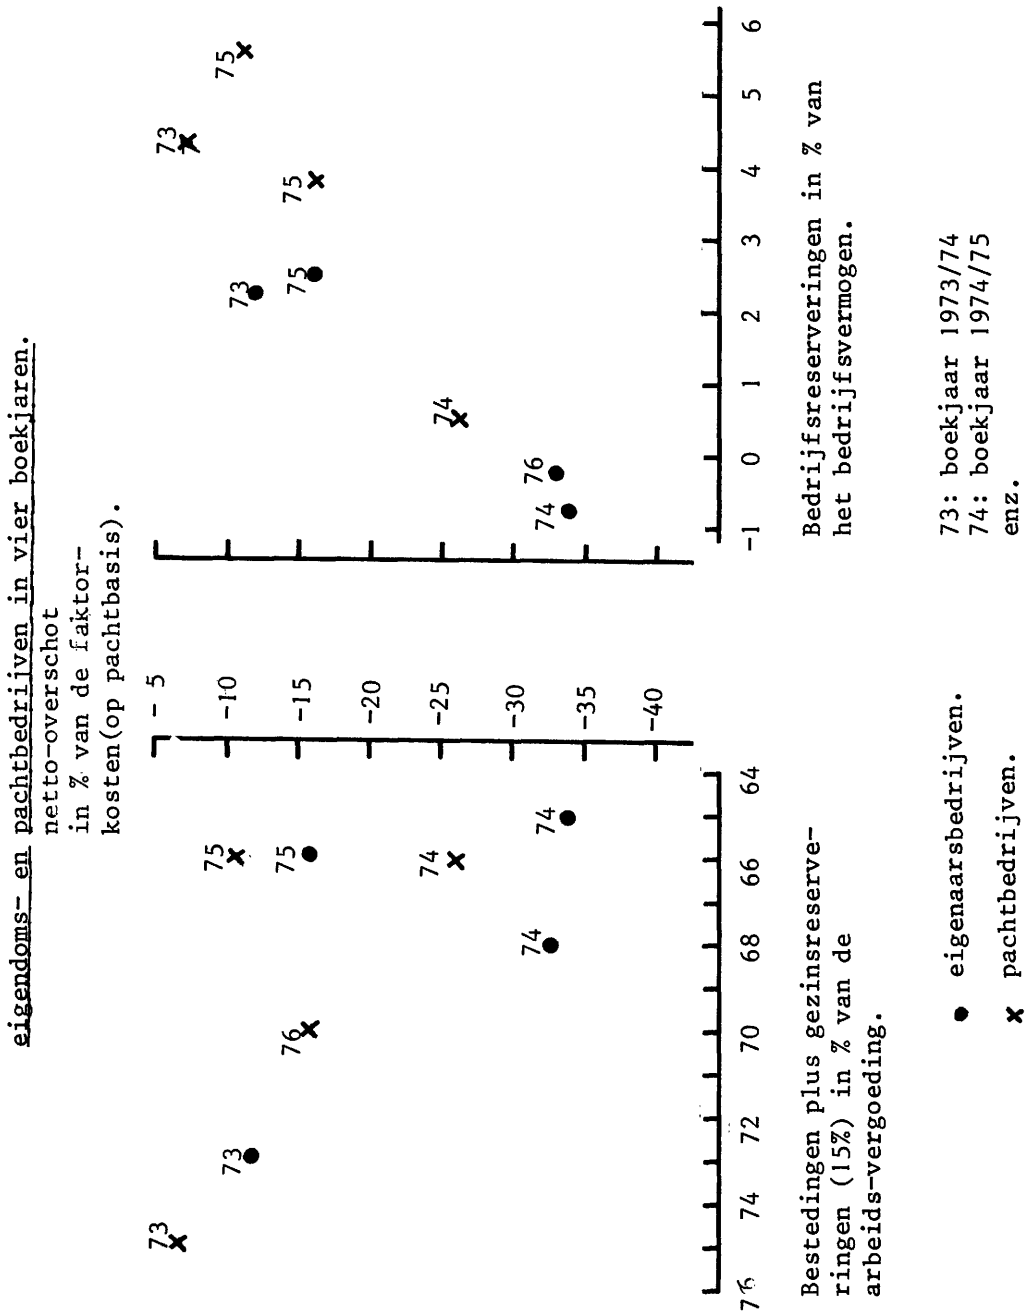 eigendoms- en pachtbedrijven in vier boekjaren.
netto-overschot
in % van de faktor-
kosten(op pachtbasis).
73
73
75
75
76
74
74
74
- 5
-10
-15
-20
-25
-30
-35
-40
73
75
73
75
75
74
76
74
76
74
72
70
68
66
64
-1
0
1
2
3
4
5
6
Bestedingen plus gezinsreserve-
ringen (15%) in % van de
arbeids-vergoeding.
Bedrijfsreserveringen in % van
het bedrijfsvermogen.
● eigenaarsbedrijven.
x pachtbedrijven.
73: boekjaar 1973/74
74: boekjaar 1974/75
enz.